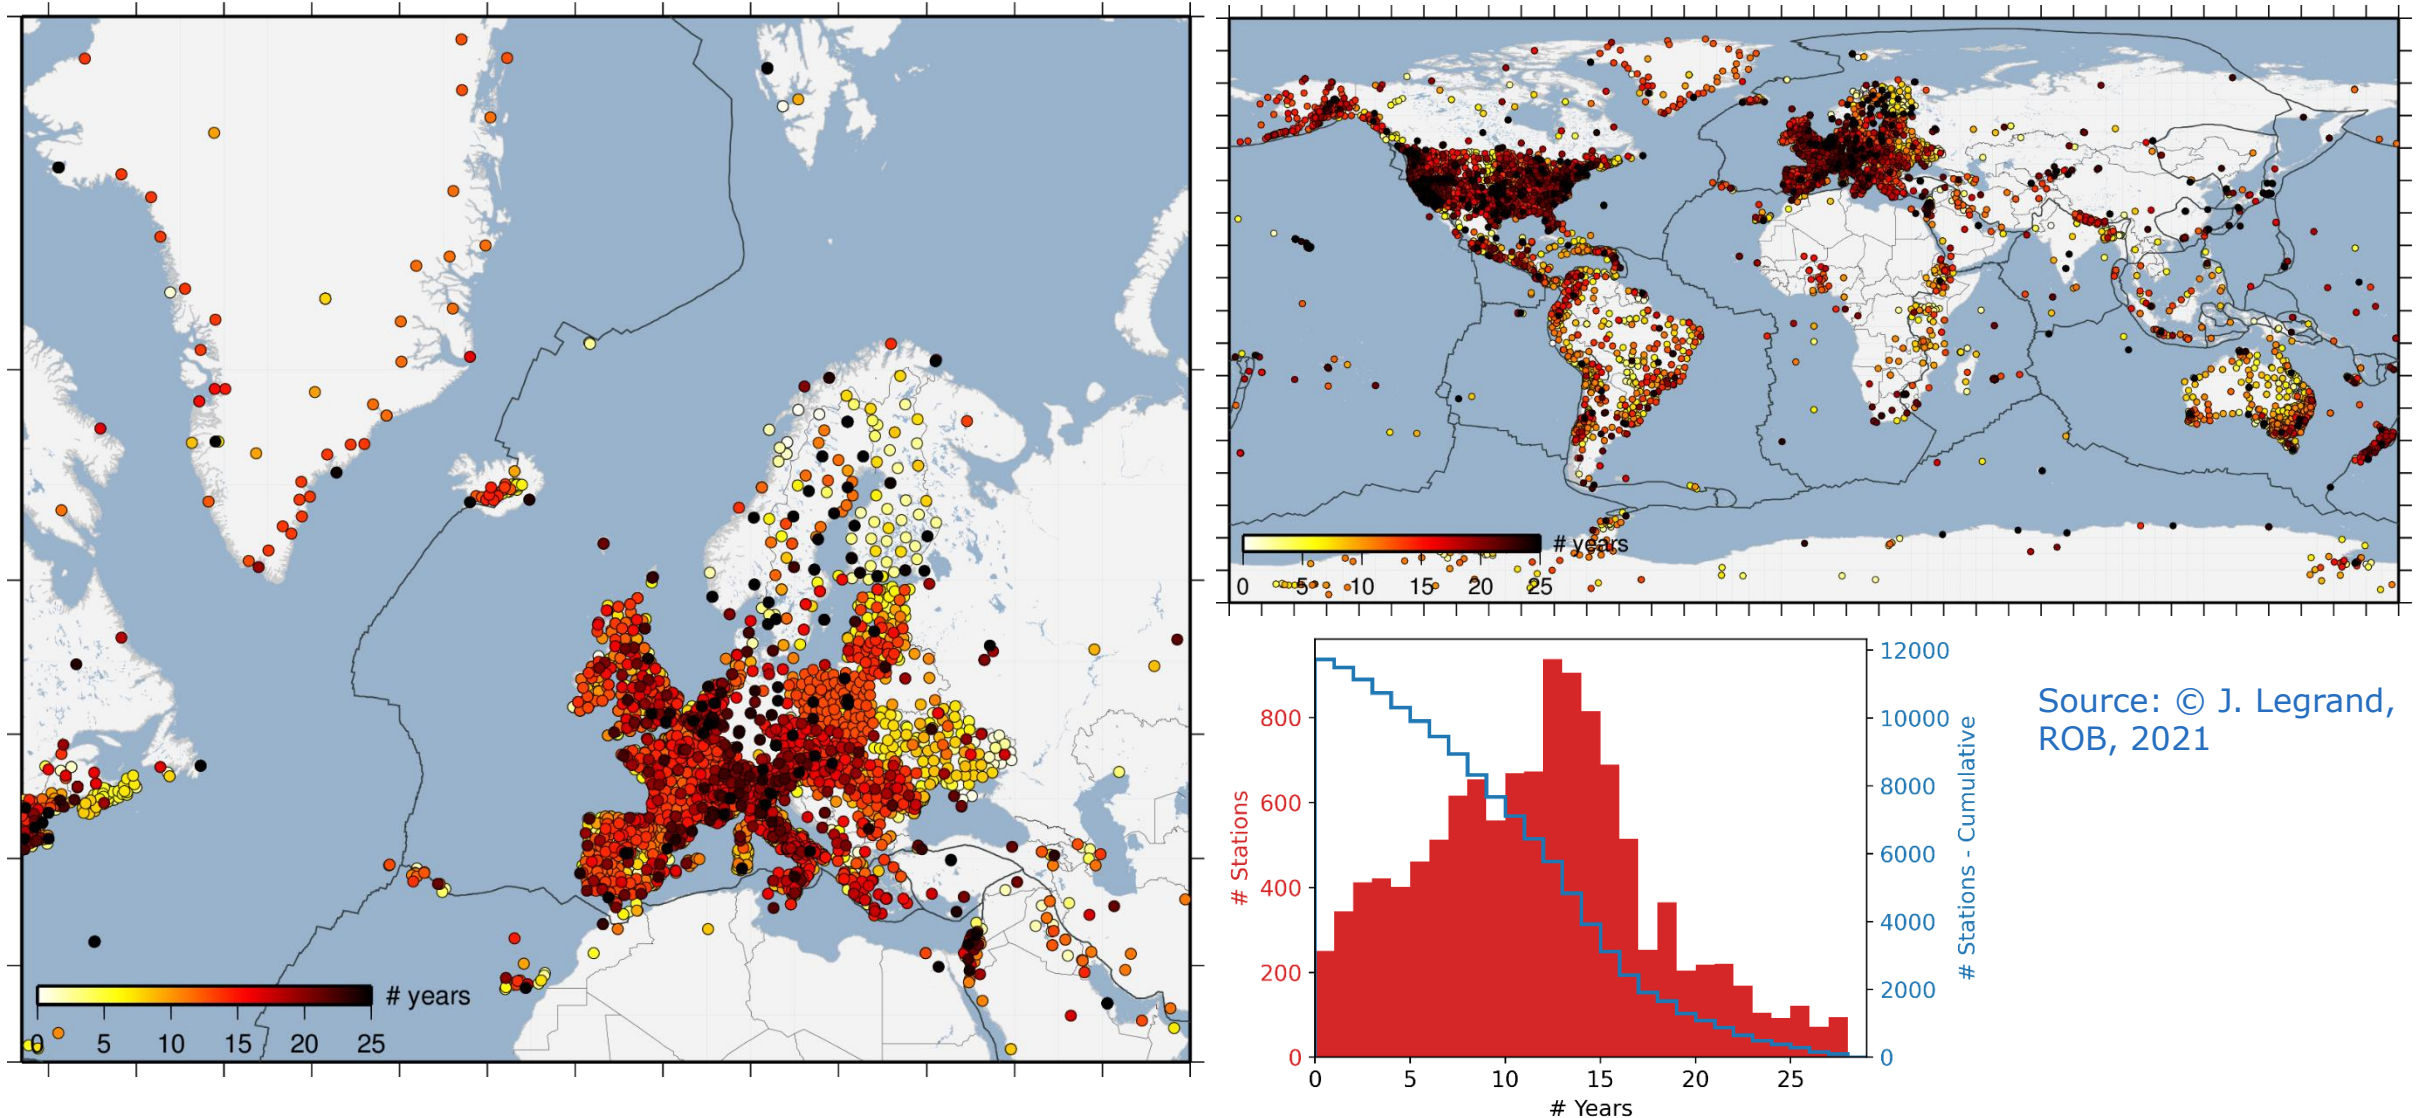 # years
0 5 10 15 20 25
# years
0 5 10 15 20 25
# Stations
800
600
400
200
0
12000
10000
8000
6000
4000
2000
0
# Stations - Cumulative
0 5 10 15 20 25
# Years
Source: © J. Legrand,
ROB, 2021